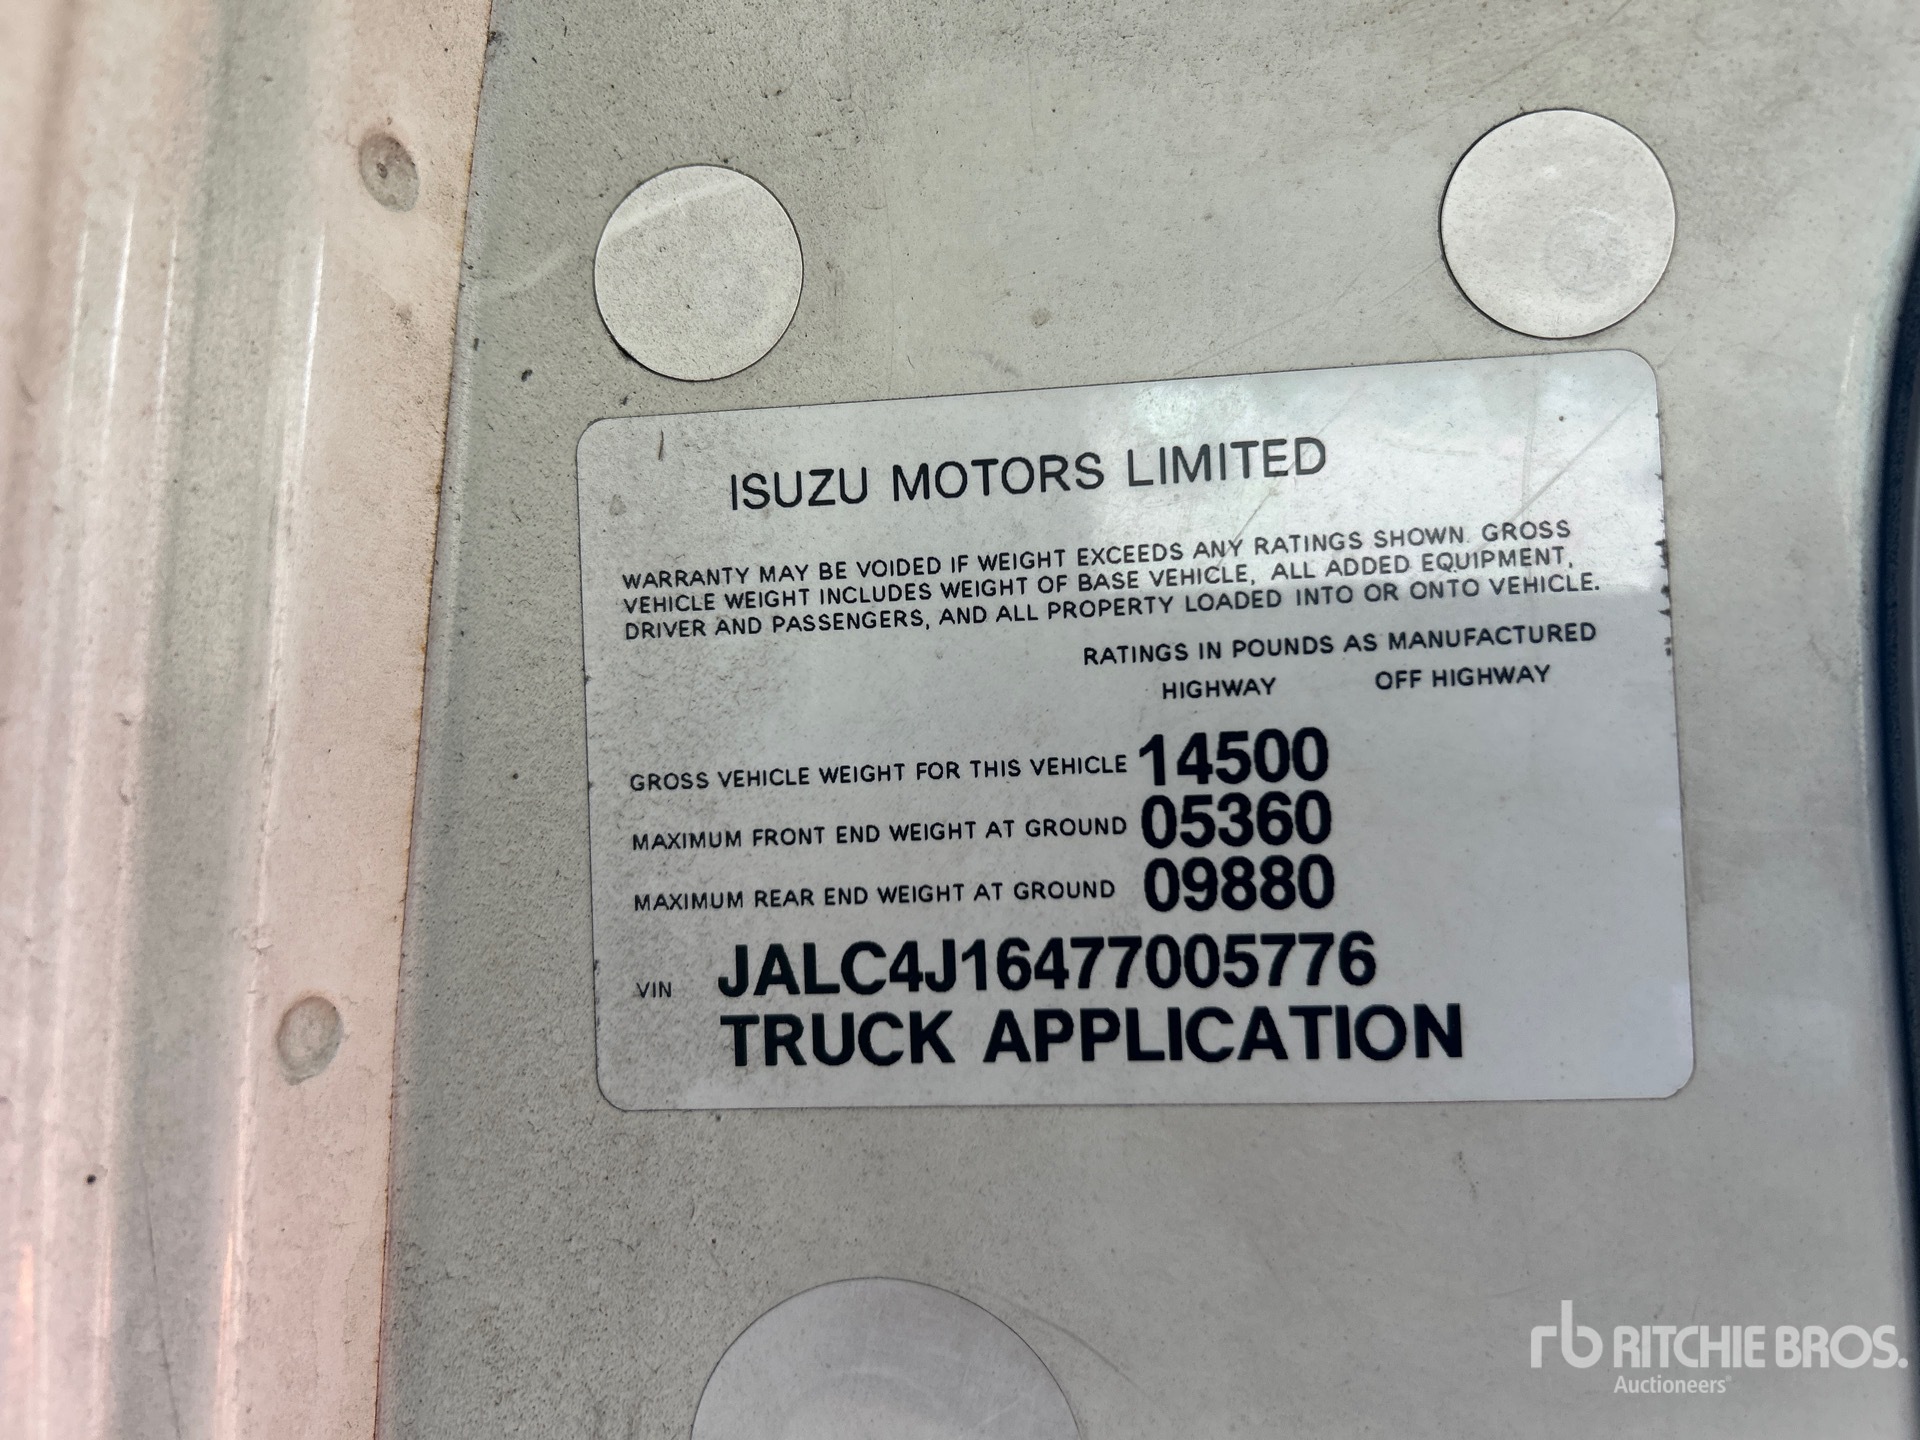 ISUZU MOTORS LIMITED
WARRANTY MAY BE VOIDED IF WEIGHT EXCEEDS ANY RATINGS SHOWN. GROSS
VEHICLE WEIGHT INCLUDES WEIGHT OF BASE VEHICLE, ALL ADDED EQUIPMENT,
DRIVER AND PASSENGERS, AND ALL PROPERTY LOADED INTO OR ONTO VEHICLE.
RATINGS IN POUNDS AS MANUFACTURED
HIGHWAY OFF HIGHWAY
GROSS VEHICLE WEIGHT FOR THIS VEHICLE 14500
MAXIMUM FRONT END WEIGHT AT GROUND 05360
MAXIMUM REAR END WEIGHT AT GROUND 09880
VIN JALC4J16477005776
TRUCK APPLICATION
rb RITCHIE BROS.
Auctioneers